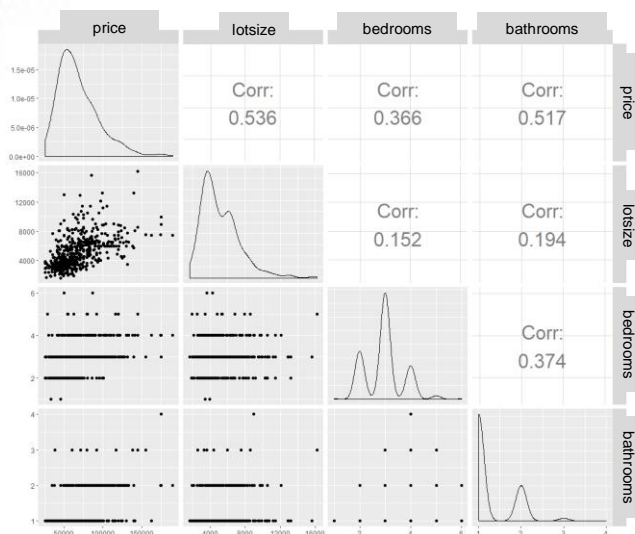 price lotsize bedrooms bathrooms
1.5e-05
1.0e-05
5.0e-06
0.0e+00
Corr:
0.536
Corr:
0.366
Corr:
0.517
price
16000
12000
8000
4000
Corr:
0.152
Corr:
0.194
lotsize
6
4
2
Corr:
0.374
bedrooms
4
3
2
1
bathrooms
50000 100000 150000
4000 8000 12000 16000
2 4 6
1 2 3 4